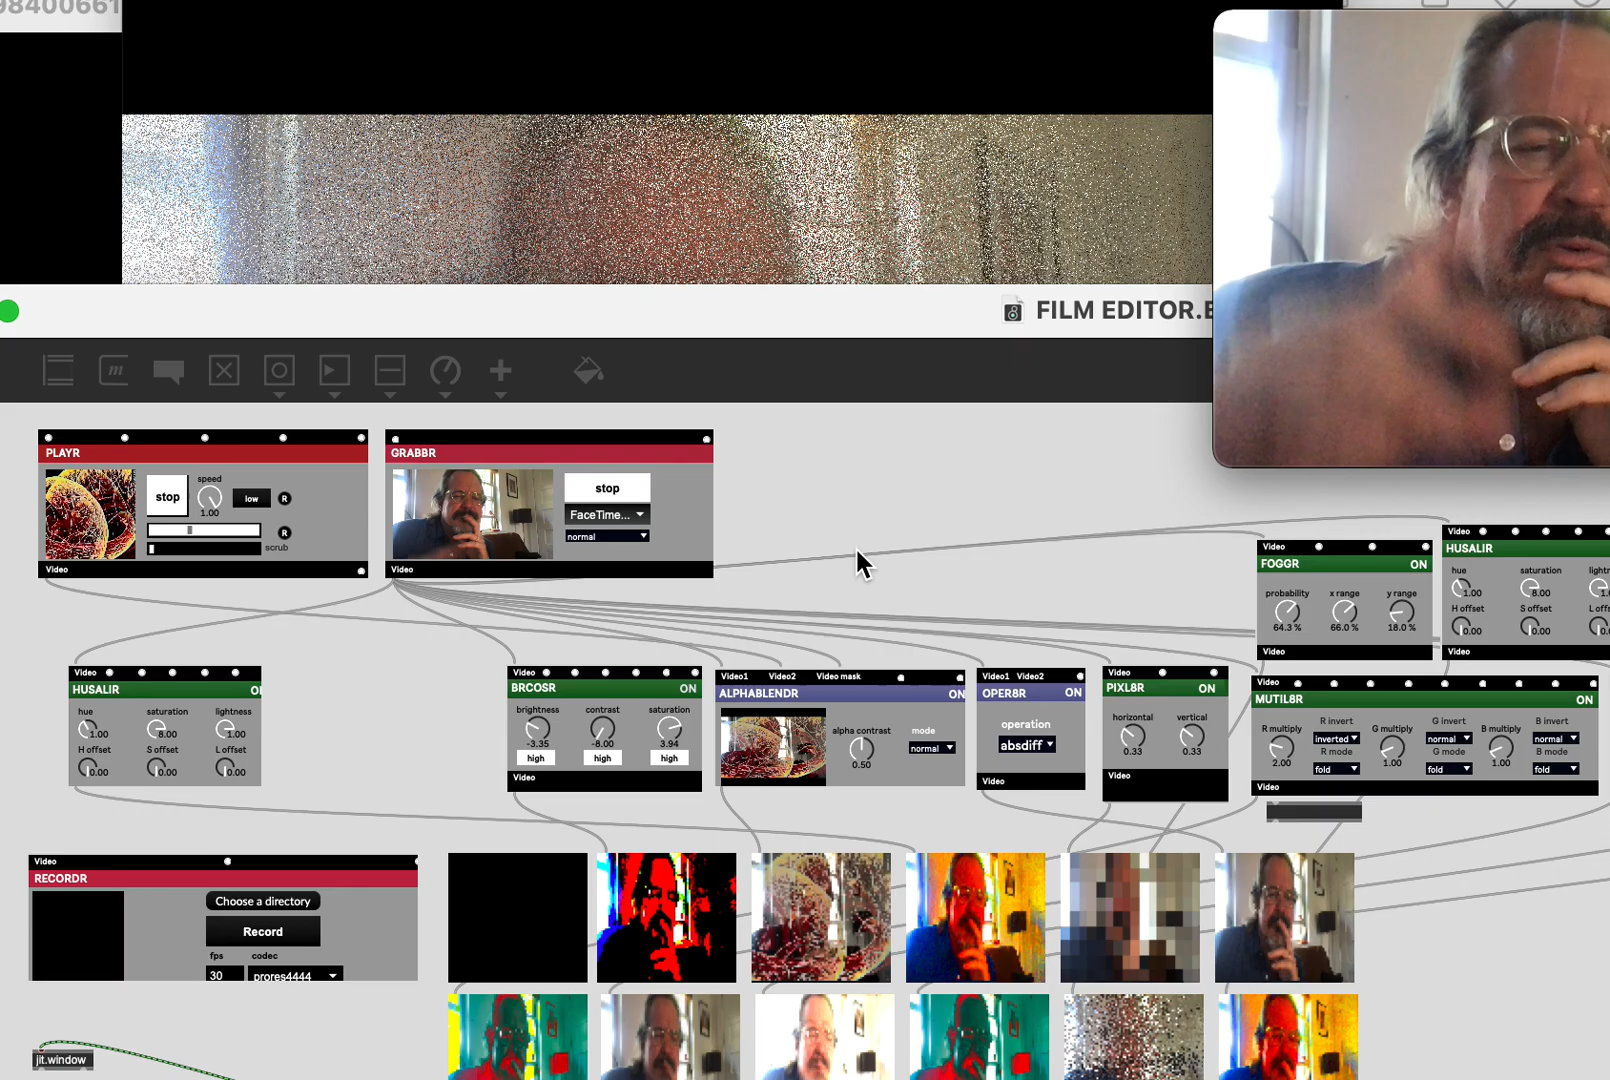 98400661
FILM EDITOR.E
PLAYR
stop
speed
1.00
low
R
R
scrub
Video
GRABBR
stop
FaceTime...
normal
Video
Video
FOGGR
ON
probability
x range
y range
64.3 %
66.0 %
18.0 %
Video
Video
HUSALIR
hue
saturation
lightn
1.00
8.00
1.0
H offset
S offset
L offs
0.00
0.00
0.0
Video
Video
HUSALIR
ON
hue
saturation
lightness
1.00
8.00
1.00
H offset
S offset
L offset
0.00
0.00
0.00
Video
BRCOSR
ON
brightness
contrast
saturation
-3.35
-8.00
3.94
high
high
high
Video
Video1
Video2
Video mask
ALPHABLENDR
ON
alpha contrast
0.50
mode
normal
Video1
Video2
OPER8R
ON
operation
absdiff
Video
Video
PIXL8R
ON
horizontal
vertical
0.33
0.33
Video
Video
MUTIL8R
ON
R multiply
R invert
G multiply
G invert
B multiply
B invert
inverted
normal
normal
R mode
G mode
B mode
2.00
fold
1.00
fold
1.00
fold
Video
Video
RECORDR
Choose a directory
Record
fps
codec
30
prores4444
jit.window